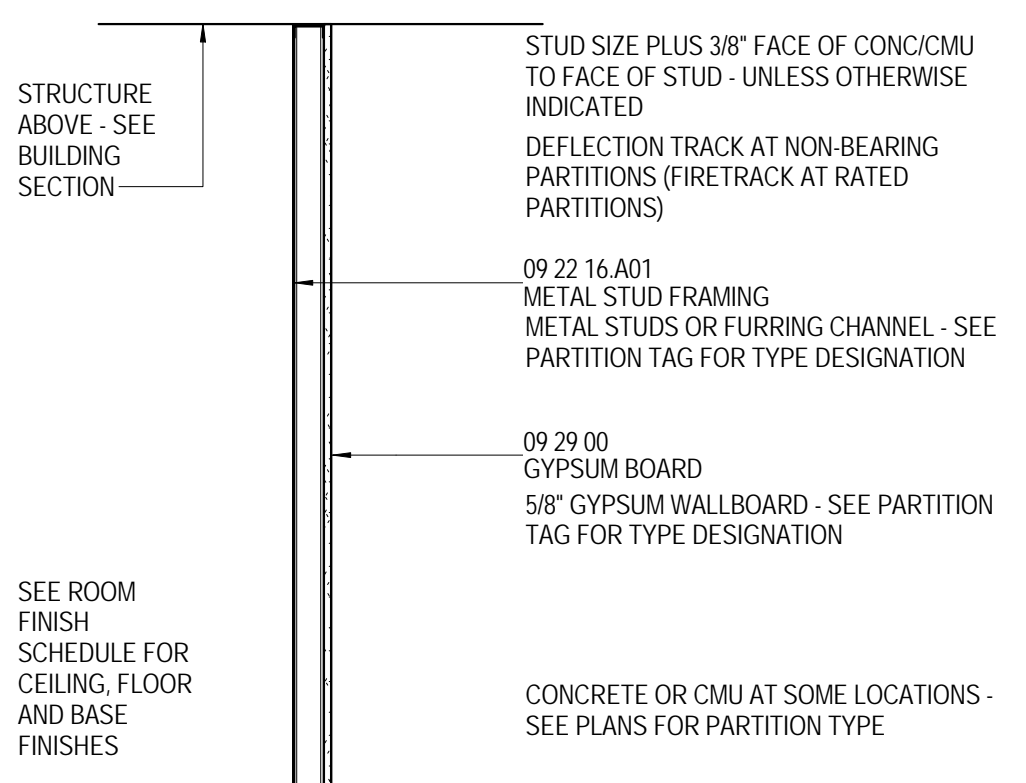 STRUCTURE
ABOVE - SEE
BUILDING
SECTION
STUD SIZE PLUS 3/8" FACE OF CONC/CMU
TO FACE OF STUD - UNLESS OTHERWISE
INDICATED
DEFLECTION TRACK AT NON-BEARING
PARTITIONS (FIRETRACK AT RATED
PARTITIONS)
09 22 16.A01
METAL STUD FRAMING
METAL STUDS OR FURRING CHANNEL - SEE
PARTITION TAG FOR TYPE DESIGNATION
09 29 00
GYPSUM BOARD
5/8" GYPSUM WALLBOARD - SEE PARTITION
TAG FOR TYPE DESIGNATION
SEE ROOM
FINISH
SCHEDULE FOR
CEILING, FLOOR
AND BASE
FINISHES
CONCRETE OR CMU AT SOME LOCATIONS -
SEE PLANS FOR PARTITION TYPE